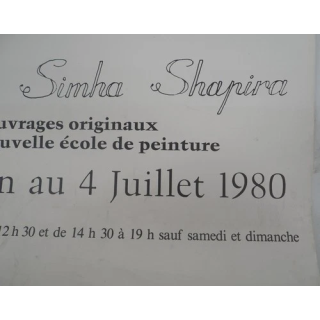 Simha Shapira
uvrages originaux
uvelle école de peinture
n au 4 Juillet 1980
12 h 30 et de 14 h 30 à 19 h sauf samedi et dimanche